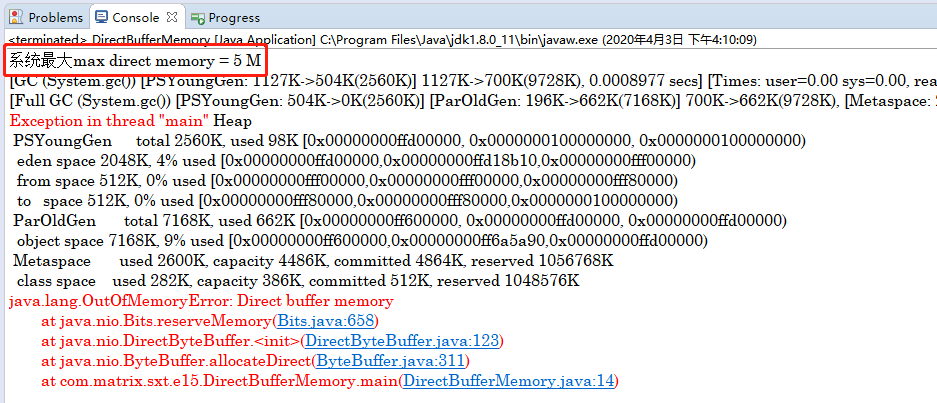 Problems Console Progress
<terminated> DirectBufferMemory [Java Application] C:\Program Files\Java\jdk1.8.0_11\bin\javaw.exe (2020年4月3日 下午4:10:09)
系统最大max direct memory = 5 M
[GC (System.gc()) [PSYoungGen: 1127K->504K(2560K)] 1127K->700K(9728K), 0.0008977 secs] [Times: user=0.00 sys=0.00, rea
[Full GC (System.gc()) [PSYoungGen: 504K->0K(2560K)] [ParOldGen: 196K->662K(7168K)] 700K->662K(9728K), [Metaspace: 2
Exception in thread "main" Heap
PSYoungGen total 2560K, used 98K [0x00000000ffd00000, 0x0000000100000000, 0x0000000100000000)
eden space 2048K, 4% used [0x00000000ffd00000,0x00000000ffd18b10,0x00000000fff00000)
from space 512K, 0% used [0x00000000fff00000,0x00000000fff00000,0x00000000fff80000)
to space 512K, 0% used [0x00000000fff80000,0x00000000fff80000,0x0000000100000000)
ParOldGen total 7168K, used 662K [0x00000000ff600000, 0x00000000ffd00000, 0x00000000ffd00000)
object space 7168K, 9% used [0x00000000ff600000,0x00000000ff6a5a90,0x00000000ffd00000)
Metaspace used 2600K, capacity 4486K, committed 4864K, reserved 1056768K
class space used 282K, capacity 386K, committed 512K, reserved 1048576K
java.lang.OutOfMemoryError: Direct buffer memory
at java.nio.Bits.reserveMemory(Bits.java:658)
at java.nio.DirectByteBuffer.<init>(DirectByteBuffer.java:123)
at java.nio.ByteBuffer.allocateDirect(ByteBuffer.java:311)
at com.matrix.sxt.e15.DirectBufferMemory.main(DirectBufferMemory.java:14)